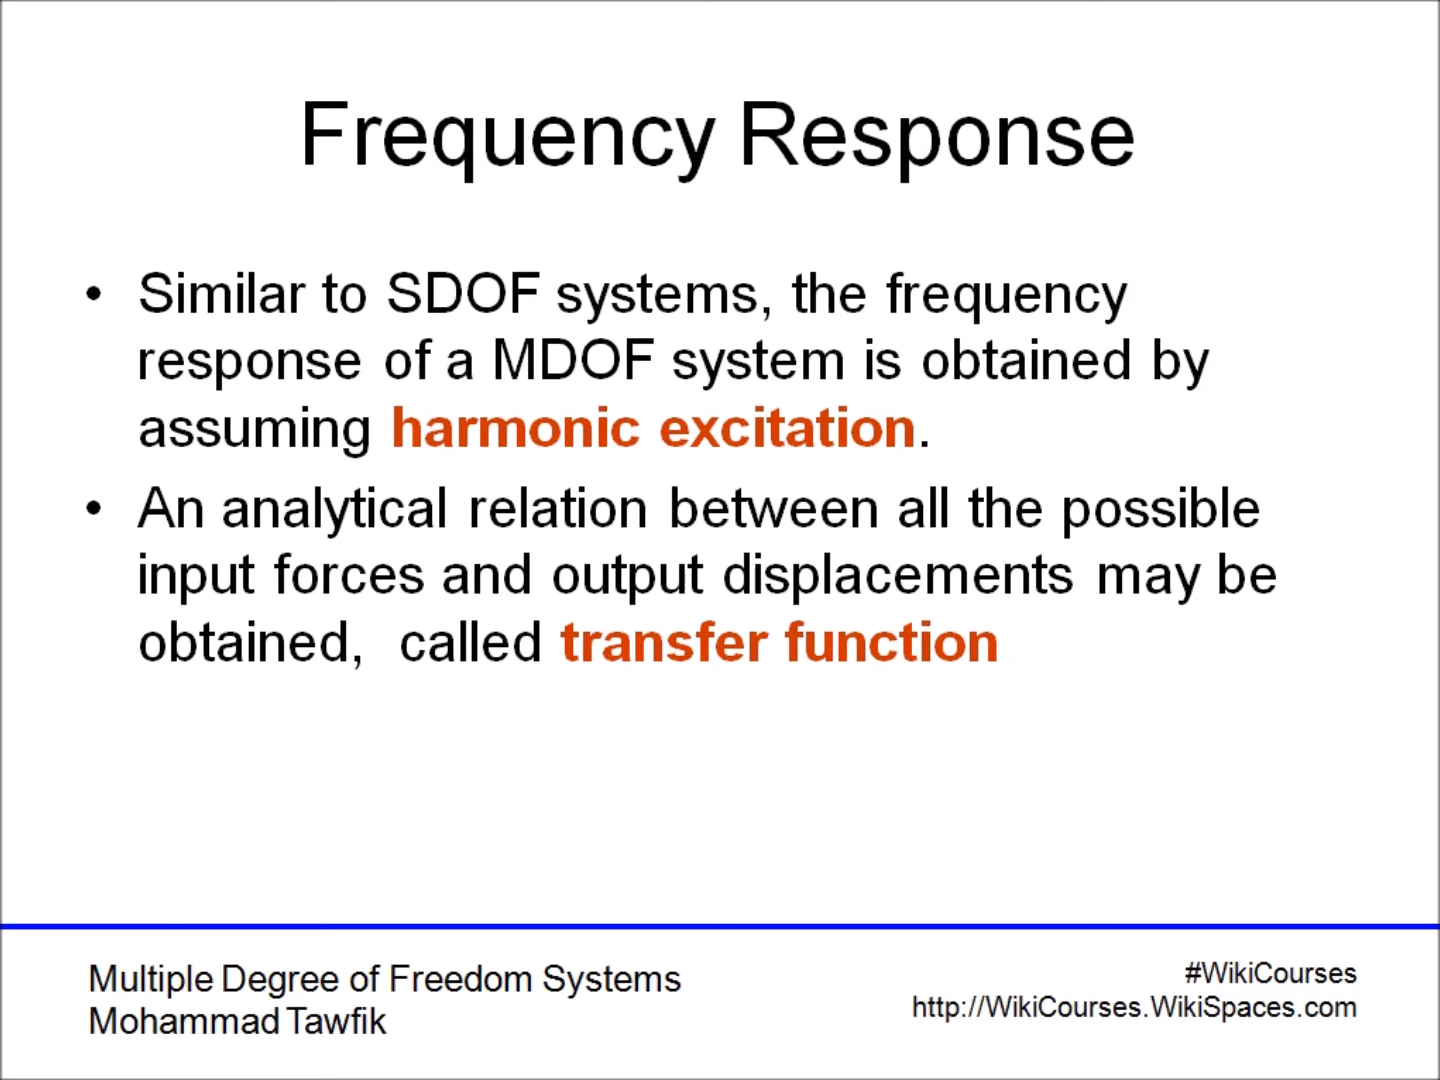 Frequency Response
• Similar to SDOF systems, the frequency
response of a MDOF system is obtained by
assuming harmonic excitation.
• An analytical relation between all the possible
input forces and output displacements may be
obtained, called transfer function
Multiple Degree of Freedom Systems
Mohammad Tawfik
#WikiCourses
http://WikiCourses.WikiSpaces.com